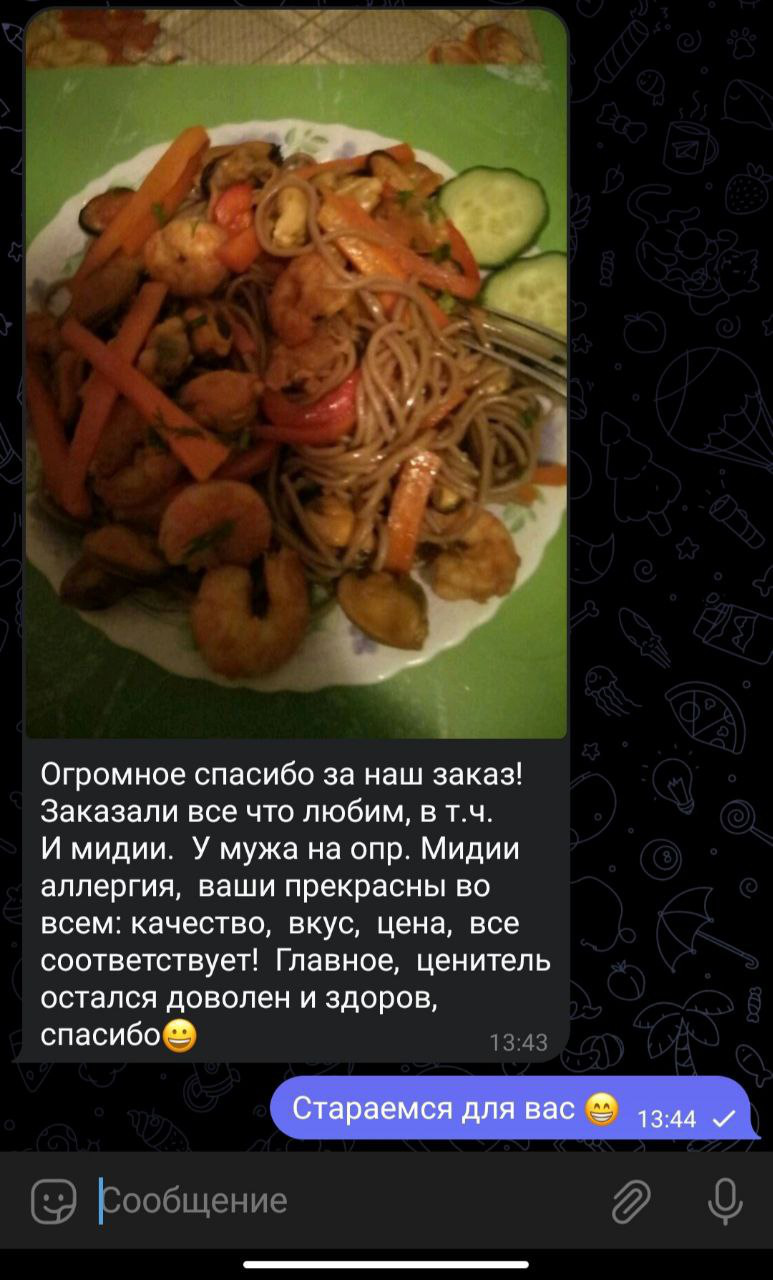 Огромное спасибо за наш заказ!
Заказали все что любим, в т.ч.
И мидии. У мужа на опр. Мидии
аллергия, ваши прекрасны во
всем: качество, вкус, цена, все
соответствует! Главное, ценитель
остался доволен и здоров,
спасибо😀
13:43
Стараемся для вас 😁 13:44
Сообщение